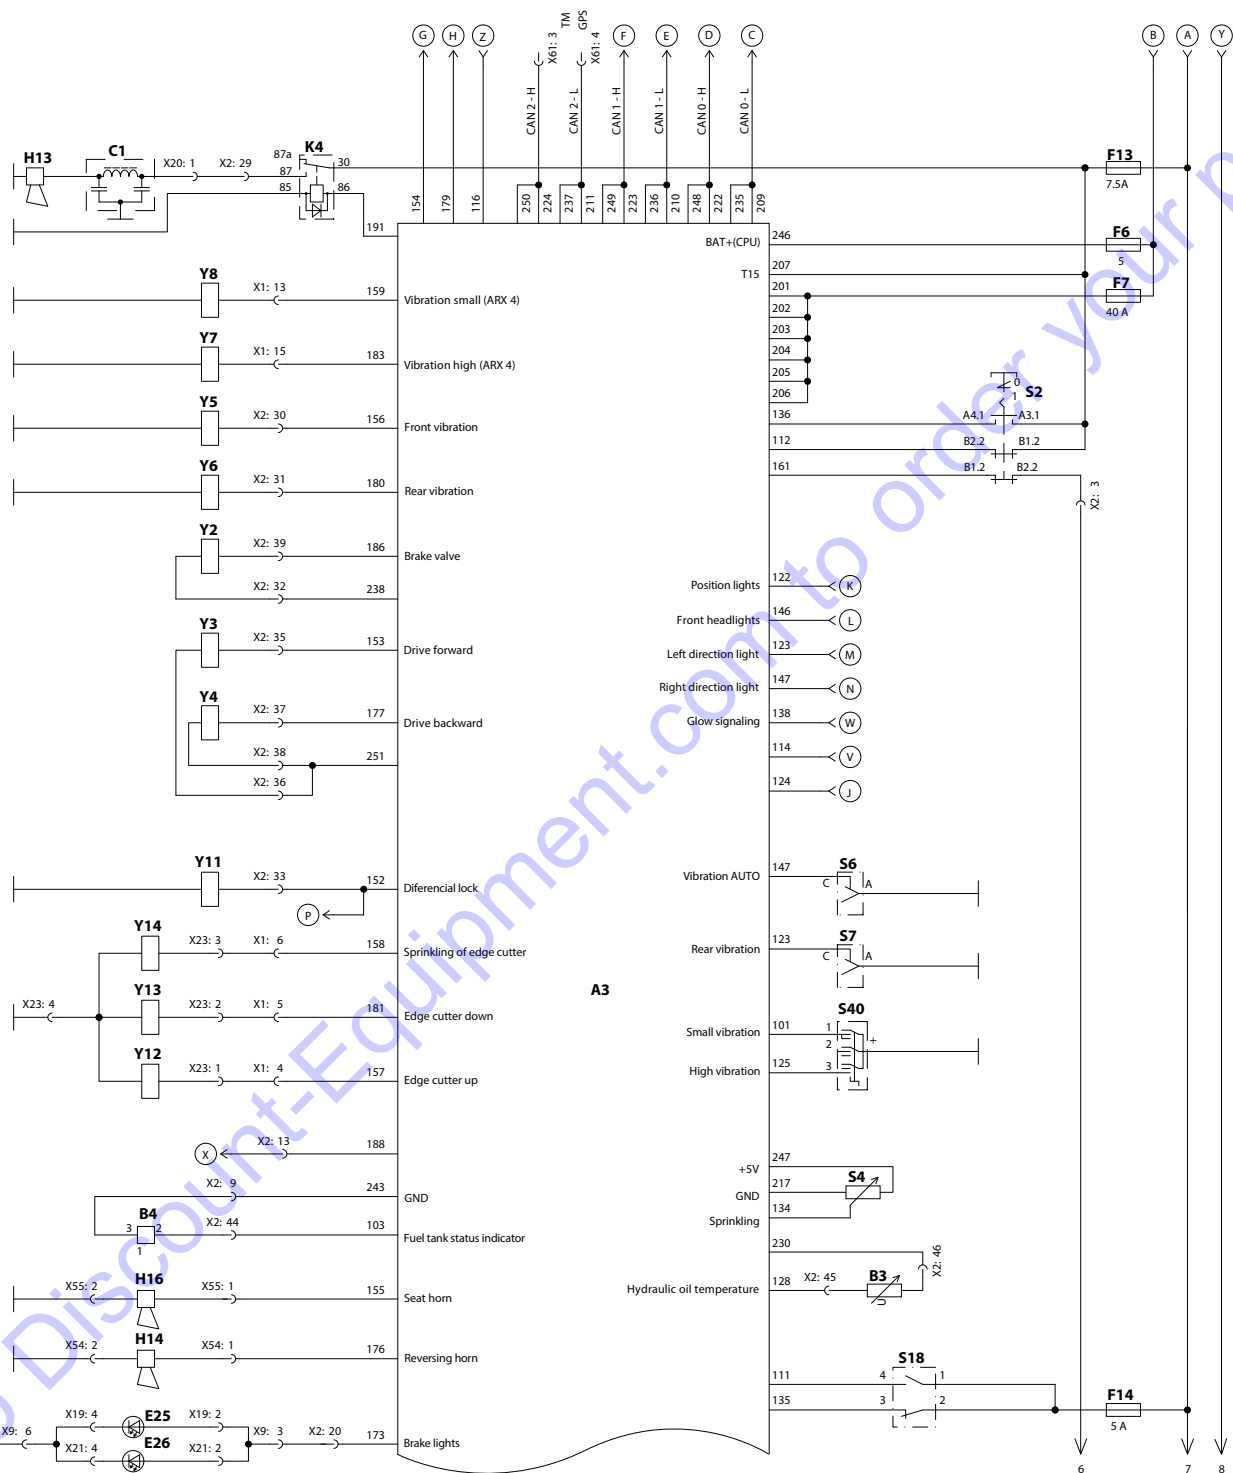 G H Z X61: 3 TM X61: 4 GPS F E D C B A Y
CAN 2 - H CAN 2 - L CAN 1 - H CAN 1 - L CAN 0 - H CAN 0 - L
H13 C1 X20: 1 X2: 29 K4 87a 87 30 85 86 F13 7.5A
154 179 116 250 224 237 211 249 223 236 210 248 222 235 209
191 BAT+(CPU) 246 F6 5
T15 207
Y8 X1: 13 159 Vibration small (ARX 4) 201 F7 40 A
202
203
Y7 X1: 15 183 Vibration high (ARX 4) 204
205
206 0 1 S2
Y5 X2: 30 156 Front vibration 136 A4.1 A3.1
112 B2.2 B1.2
161 B1.2 B2.2
Y6 X2: 31 180 Rear vibration X2: 3
Y2 X2: 39 186 Brake valve
X2: 32 238 Position lights 122 K
Front headlights 146 L
Y3 X2: 35 153 Drive forward Left direction light 123 M
Right direction light 147 N
Y4 X2: 37 177 Drive backward Glow signaling 138 W
X2: 38 251 114 V
X2: 36 124 J
Y11 X2: 33 152 Diferencial lock Vibration AUTO 147 S6 C A
P
Y14 X23: 3 X1: 6 158 Sprinkling of edge cutter Rear vibration 123 S7 C A
A3
X23: 4 Y13 X23: 2 X1: 5 181 Edge cutter down S40
Small vibration 101 1 2 +
Y12 X23: 1 X1: 4 157 Edge cutter up High vibration 125 3
X X2: 13 188
+5V 247
X2: 9 243 GND GND 217 S4
B4 3 2 1 X2: 44 103 Fuel tank status indicator Sprinkling 134
230 X2: 46
H16 X55: 2 X55: 1 155 Seat horn Hydraulic oil temperature 128 X2: 45 B3 U
H14 X54: 2 X54: 1 176 Reversing horn
S18
111 4 1
135 3 2 F14 5 A
X9: 6 X19: 4 E25 X19: 2
X21: 4 E26 X21: 2 X9: 3 X2: 20 173 Brake lights
6 7 8
Discount-Equipment.com to order your p